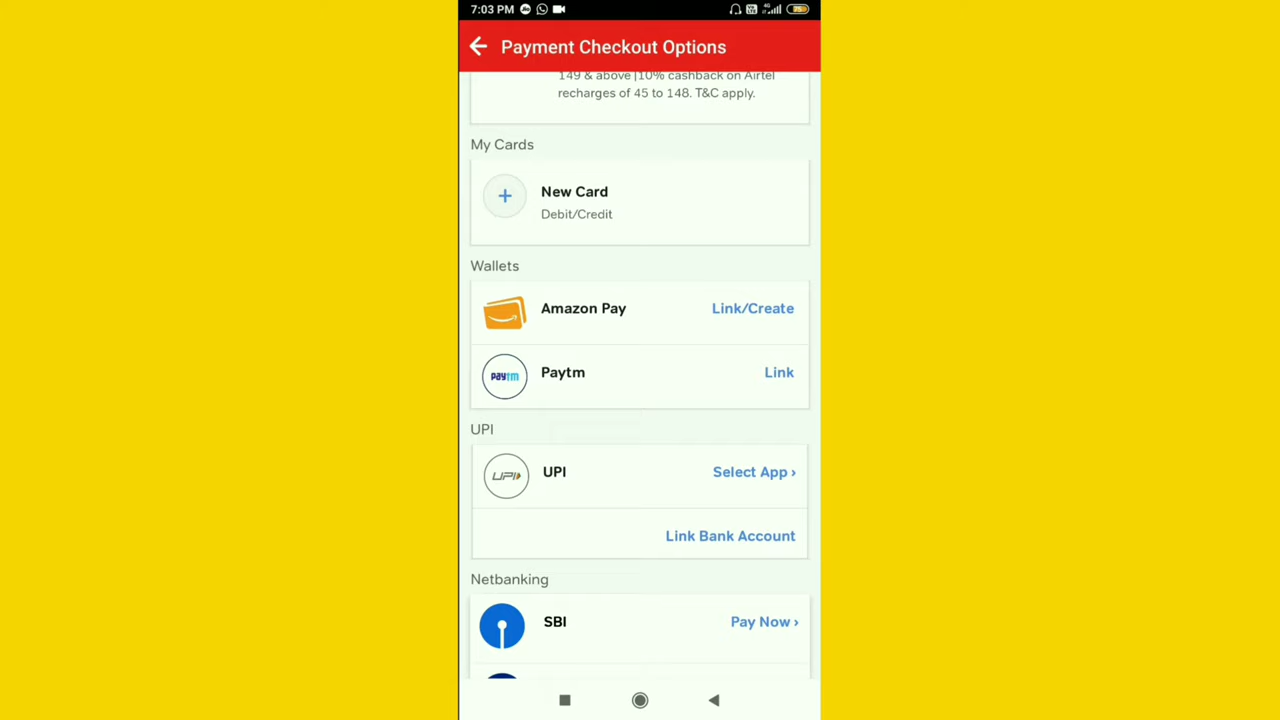 7:03 PM
4G
75
Payment Checkout Options
149 & above |10% cashback on Airtel
recharges of 45 to 148. T&C apply.
My Cards
New Card
Debit/Credit
Wallets
Amazon Pay
Link/Create
paytm
Paytm
Link
UPI
UPI
UPI
Select App ›
Link Bank Account
Netbanking
SBI
Pay Now ›